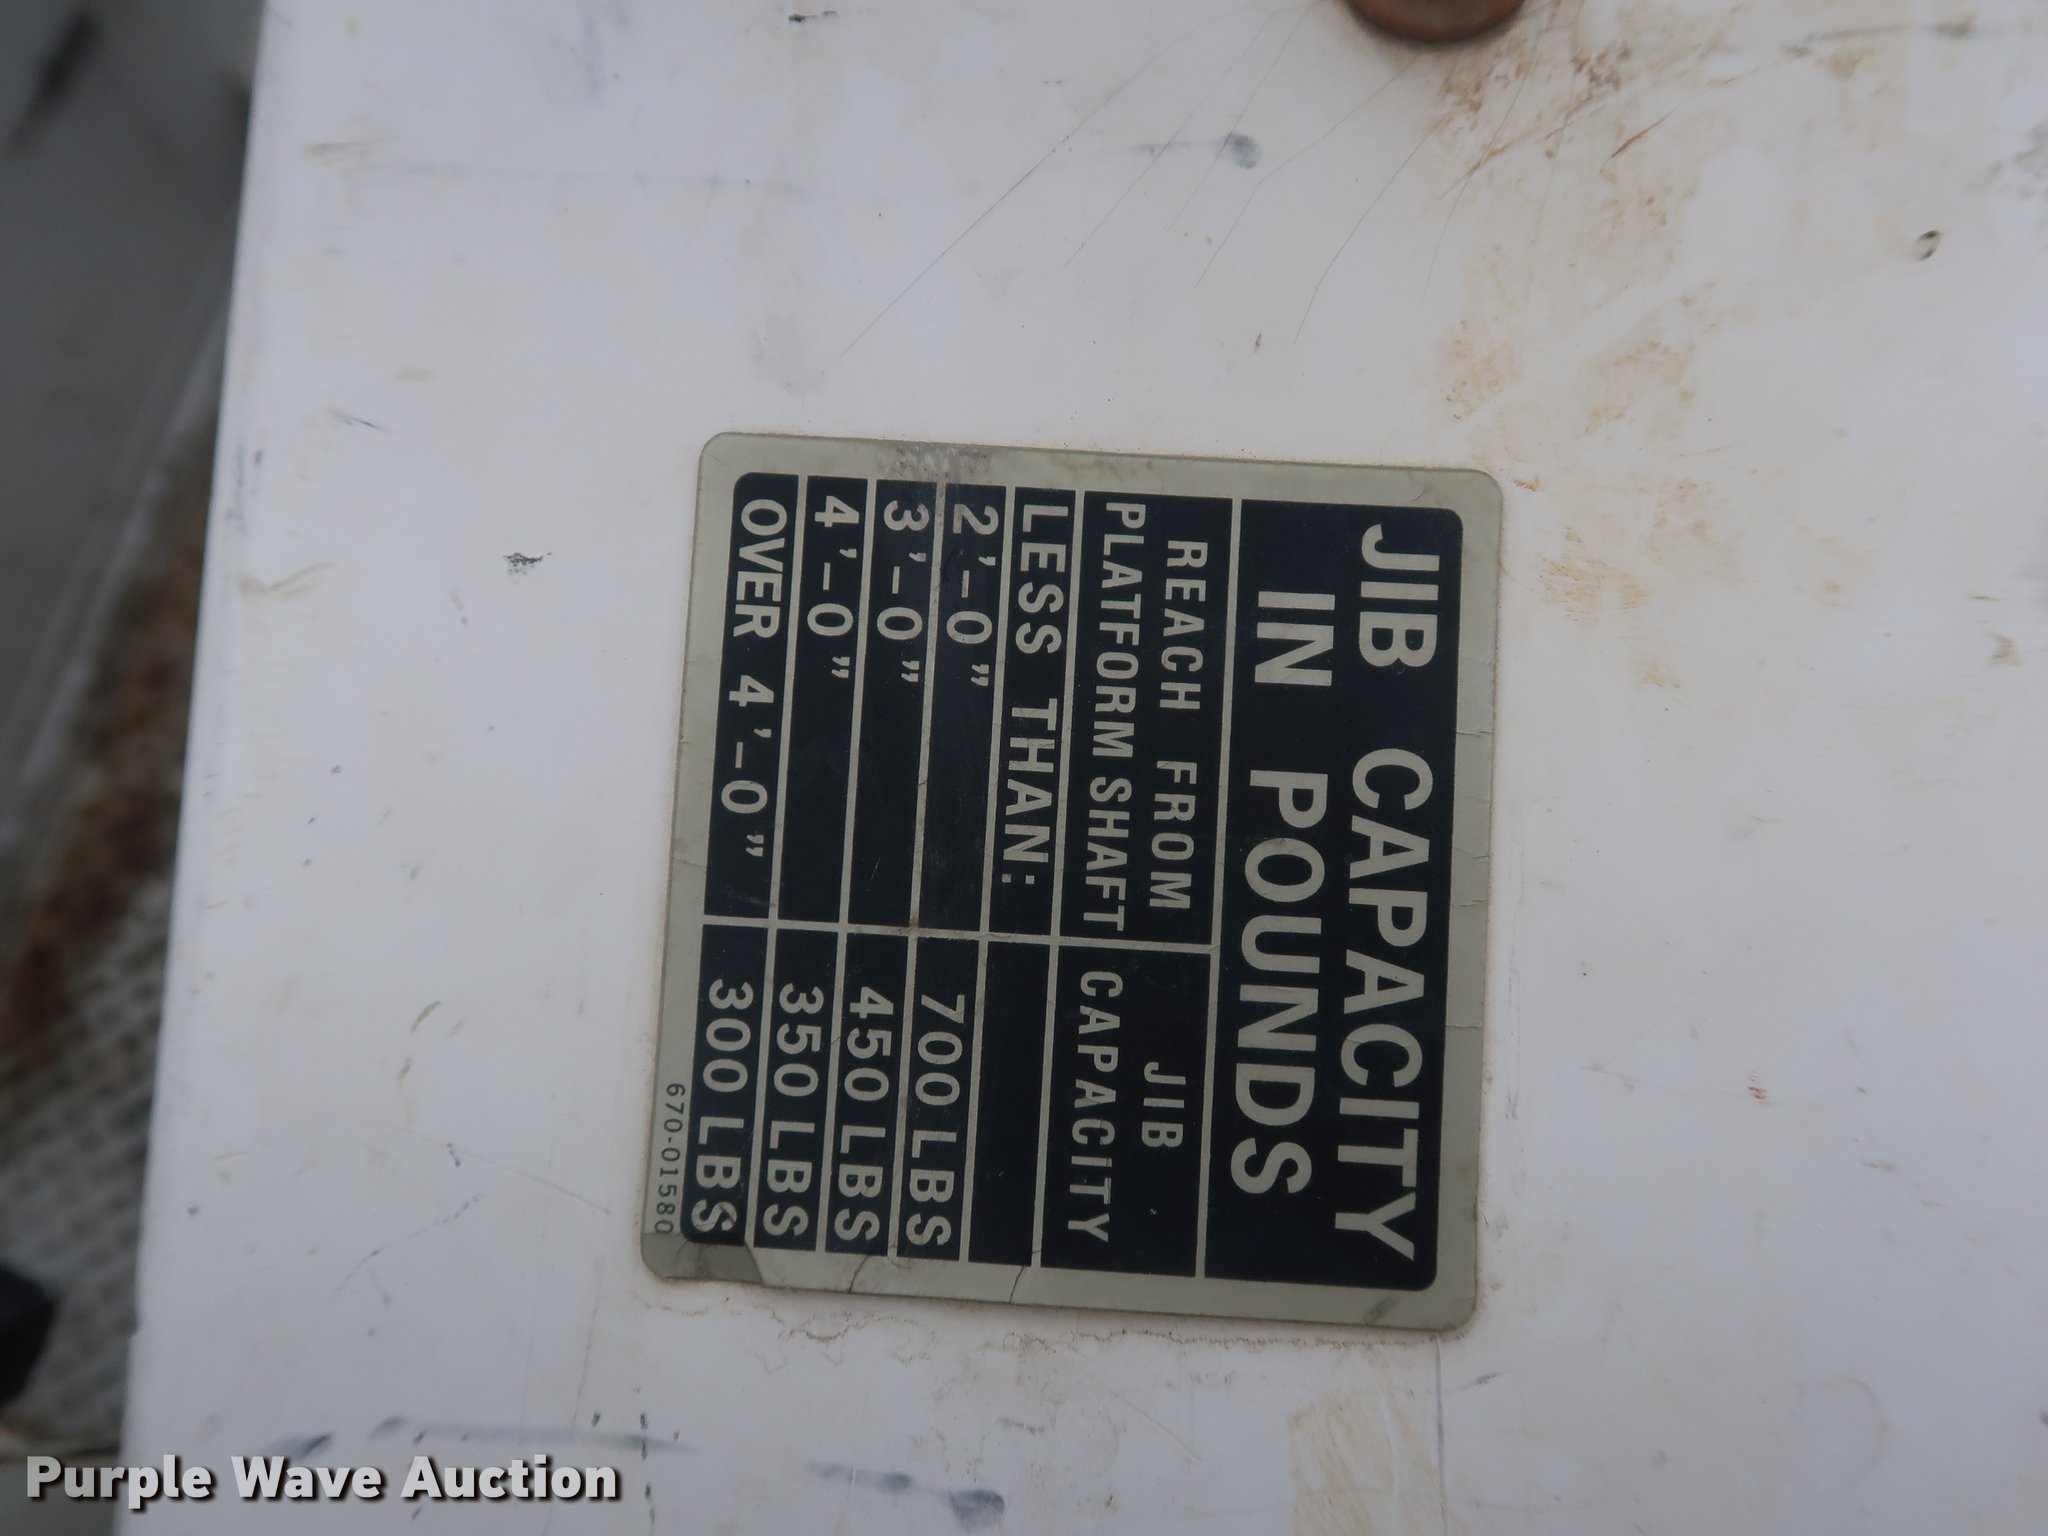 JIB CAPACITY
IN POUNDS
REACH FROM
PLATFORM SHAFT
JIB
CAPACITY
LESS THAN:
2'-0" 700 LBS
3'-0" 450 LBS
4'-0" 350 LBS
OVER 4'-0" 300 LBS
670-01580
Purple Wave Auction